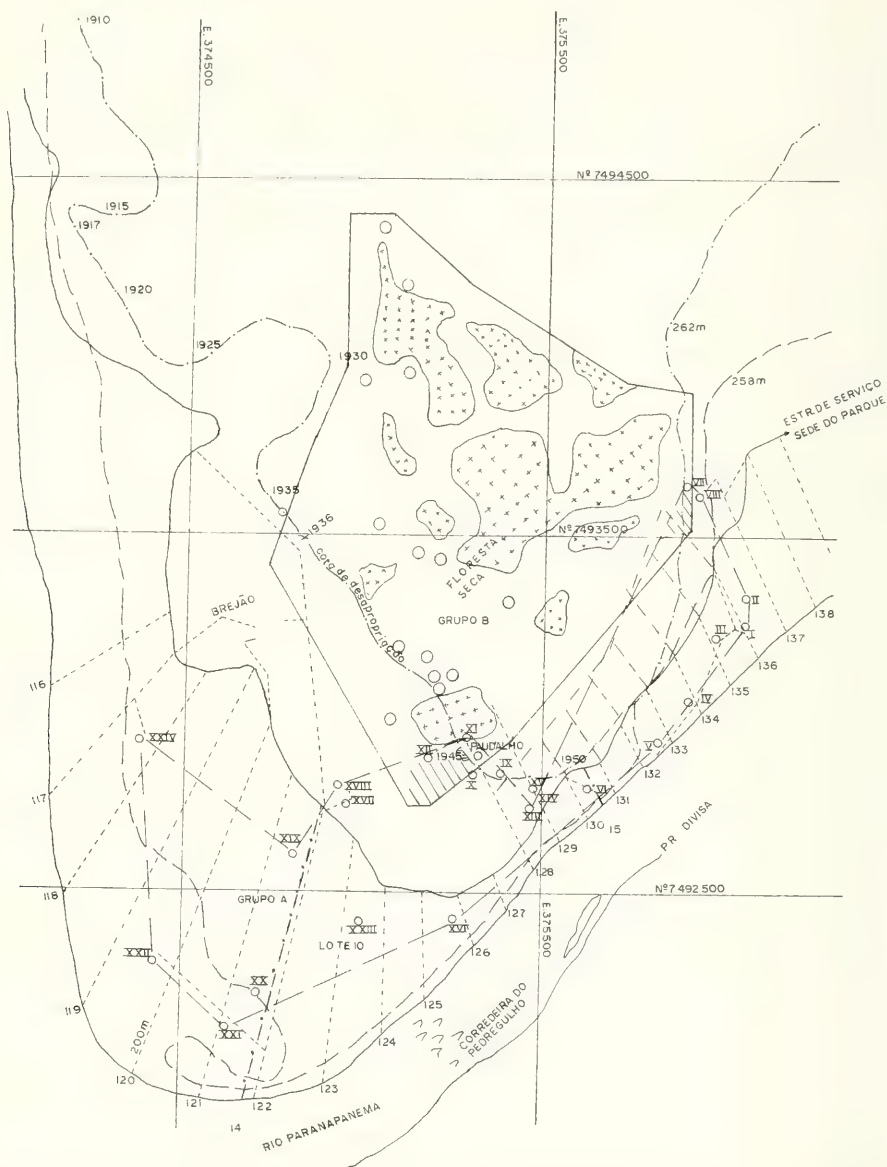 1910
E. 374500
E. 375500
Nº 7494500
1915
1917
1920
1925
1930
262m
258m
ESTR. DE SERVIÇO
SEDE DO PARQUE
1935
1936
Nº 7493500
VII
VIII
FLORESTA
SECA
cota de desapropriação
BREJÃO
GRUPO B
II
I
III
138
137
136
135
134
133
132
131
116
IV
V
XXIV
XI
PAUDALHO
XII
1945
IX
X
1950
XV
XIV
XIII
VI
XVIII
XVII
117
130
15
129
128
P.R. DIVISA
XIX
118
GRUPO A
Nº 7492500
127
E. 375500
XXIII
LOTE 10
XVI
126
XXII
XX
119
XXI
125
200m
124
CORREDEIRA DO
PEDREGULHO
120
121
122
123
14
RIO PARANAPANEMA